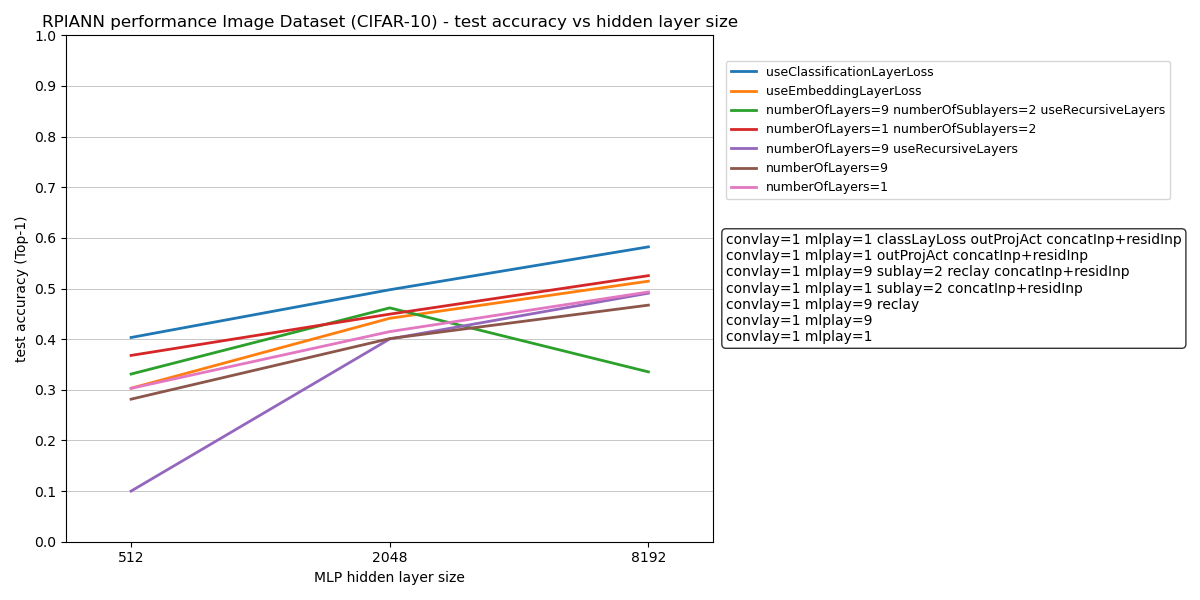 RPIANN performance Image Dataset (CIFAR-10) - test accuracy vs hidden layer size
1.0
0.9
0.8
0.7
0.6
0.5
0.4
0.3
0.2
0.1
0.0
test accuracy (Top-1)
512
2048
8192
MLP hidden layer size
useClassificationLayerLoss
useEmbeddingLayerLoss
numberOfLayers=9 numberOfSublayers=2 useRecursiveLayers
numberOfLayers=1 numberOfSublayers=2
numberOfLayers=9 useRecursiveLayers
numberOfLayers=9
numberOfLayers=1
convlay=1 mlplay=1 classLayLoss outProjAct concatInp+residInp
convlay=1 mlplay=1 outProjAct concatInp+residInp
convlay=1 mlplay=9 sublay=2 reclay concatInp+residInp
convlay=1 mlplay=1 sublay=2 concatInp+residInp
convlay=1 mlplay=9 reclay
convlay=1 mlplay=9
convlay=1 mlplay=1